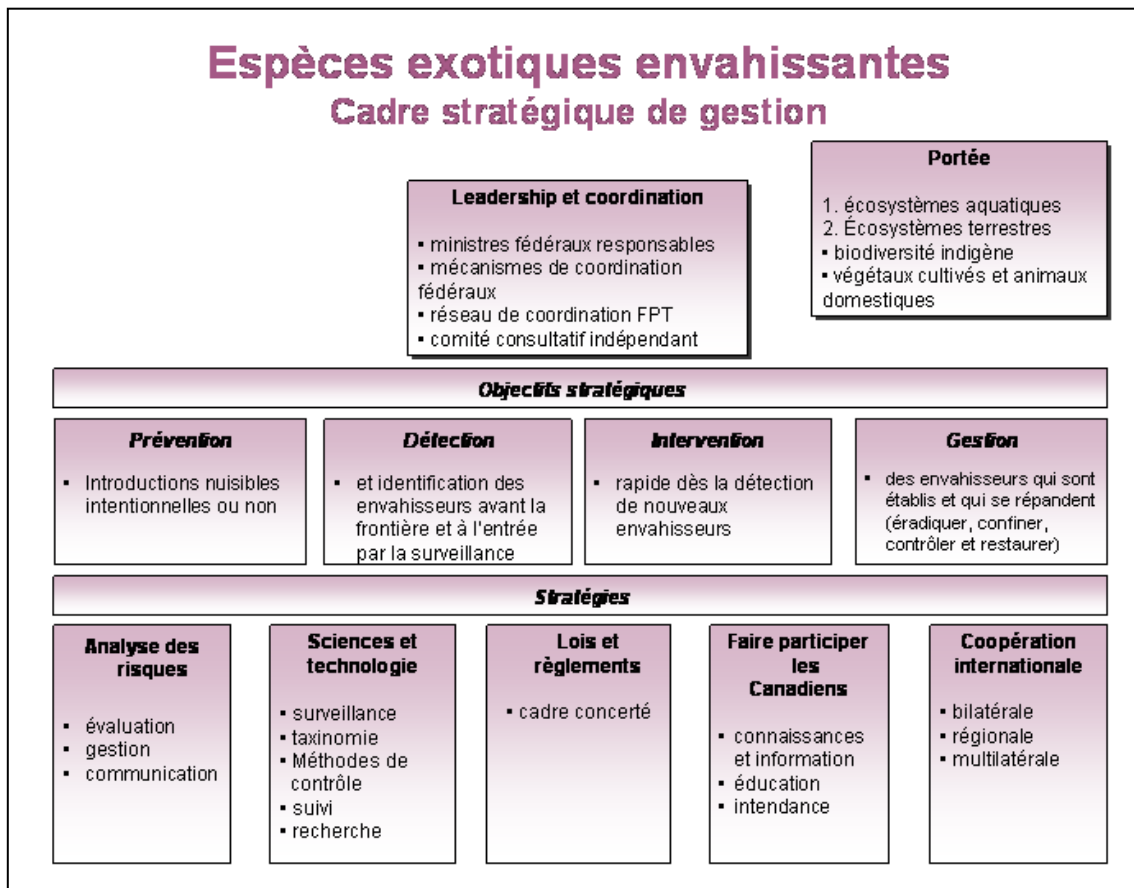 Espèces exotiques envahissantes
Cadre stratégique de gestion
Leadership et coordination
▪ ministres fédéraux responsables
▪ mécanismes de coordination
fédéraux
▪ réseau de coordination FPT
▪ comité consultatif indépendant
Portée
1. écosystèmes aquatiques
2. Écosystèmes terrestres
▪ biodiversité indigène
▪ végétaux cultivés et animaux
domestiques
Objectifs stratégiques
Prévention
▪ Introductions nuisibles
intentionnelles ou non
Détection
▪ et identification des
envahisseurs avant la
frontière et à l'entrée
par la surveillance
Intervention
▪ rapide dès la détection
de nouveaux
envahisseurs
Gestion
▪ des envahisseurs qui sont
établis et qui se répandent
(éradiquer, confiner,
contrôler et restaurer)
Stratégies
Analyse des
risques
▪ évaluation
▪ gestion
▪ communication
Sciences et
technologie
▪ surveillance
▪ taxinomie
▪ Méthodes de
contrôle
▪ suivi
▪ recherche
Lois et
règlements
▪ cadre concerté
Faire participer
les
Canadiens
▪ connaissances
et information
▪ éducation
▪ intendance
Coopération
internationale
▪ bilatérale
▪ régionale
▪ multilatérale